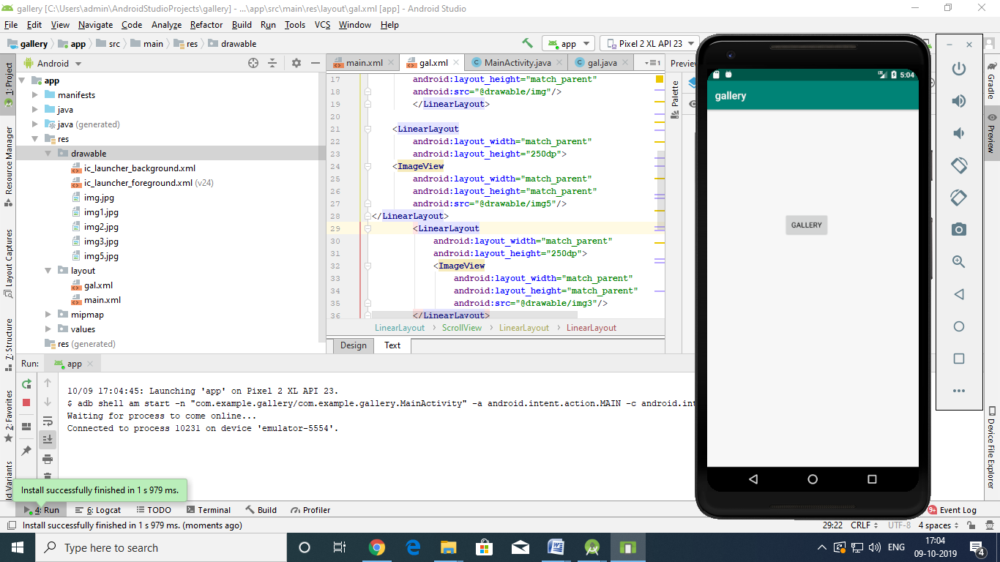 gallery [C:\Users\admin\AndroidStudioProjects\gallery] - ...\app\src\main\res\layout\gal.xml [app] - Android Studio
File Edit View Navigate Code Analyze Refactor Build Run Tools VCS Window Help
gallery app src main res drawable
app Pixel 2 XL API 23
1: Project
Resource Manager
Layout Captures
7: Structure
2: Favorites
ld Variants
Android
app
manifests
java
java (generated)
res
drawable
ic_launcher_background.xml
ic_launcher_foreground.xml (v24)
img.jpg
img1.jpg
img2.jpg
img3.jpg
img5.jpg
layout
gal.xml
main.xml
mipmap
values
res (generated)
main.xml gal.xml MainActivity.java gal.java 1
17 android:layout_height="match_parent"
18 android:src="@drawable/img"/>
19 </LinearLayout>
20
21 <LinearLayout
22 android:layout_width="match_parent"
23 android:layout_height="250dp">
24 <ImageView
25 android:layout_width="match_parent"
26 android:layout_height="match_parent"
27 android:src="@drawable/img5"/>
28 </LinearLayout>
29 <LinearLayout
30 android:layout_width="match_parent"
31 android:layout_height="250dp">
32 <ImageView
33 android:layout_width="match_parent"
34 android:layout_height="match_parent"
35 android:src="@drawable/img3"/>
36 </LinearLayout>
LinearLayout ScrollView LinearLayout LinearLayout
Design Text
Preview
Palette
5:04
gallery
GALLERY
Gradle
Preview
Device File Explorer
Run: app
10/09 17:04:45: Launching 'app' on Pixel 2 XL API 23.
$ adb shell am start -n "com.example.gallery/com.example.gallery.MainActivity" -a android.intent.action.MAIN -c android.int
Waiting for process to come online...
Connected to process 10231 on device 'emulator-5554'.
Install successfully finished in 1 s 979 ms.
4: Run 6: Logcat TODO Terminal Build Profiler 9+ Event Log
Install successfully finished in 1 s 979 ms. (moments ago) 29:22 CRLF UTF-8 4 spaces
Type here to search
ENG
17:04
09-10-2019
4